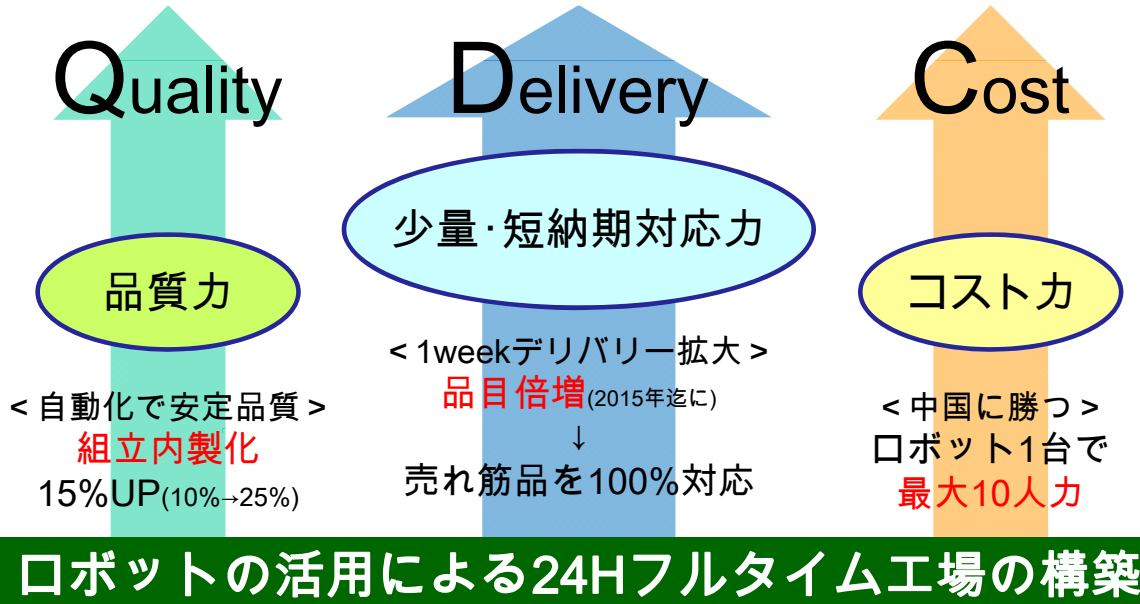 Quality
品質力
<自動化で安定品質>
組立内製化
15%UP(10%→25%)
Delivery
少量・短納期対応力
<1weekデリバリー拡大>
品目倍増(2015年迄に)
↓
売れ筋品を100%対応
Cost
コスト力
<中国に勝つ>
ロボット1台で
最大10人力
ロボットの活用による24Hフルタイム工場の構築